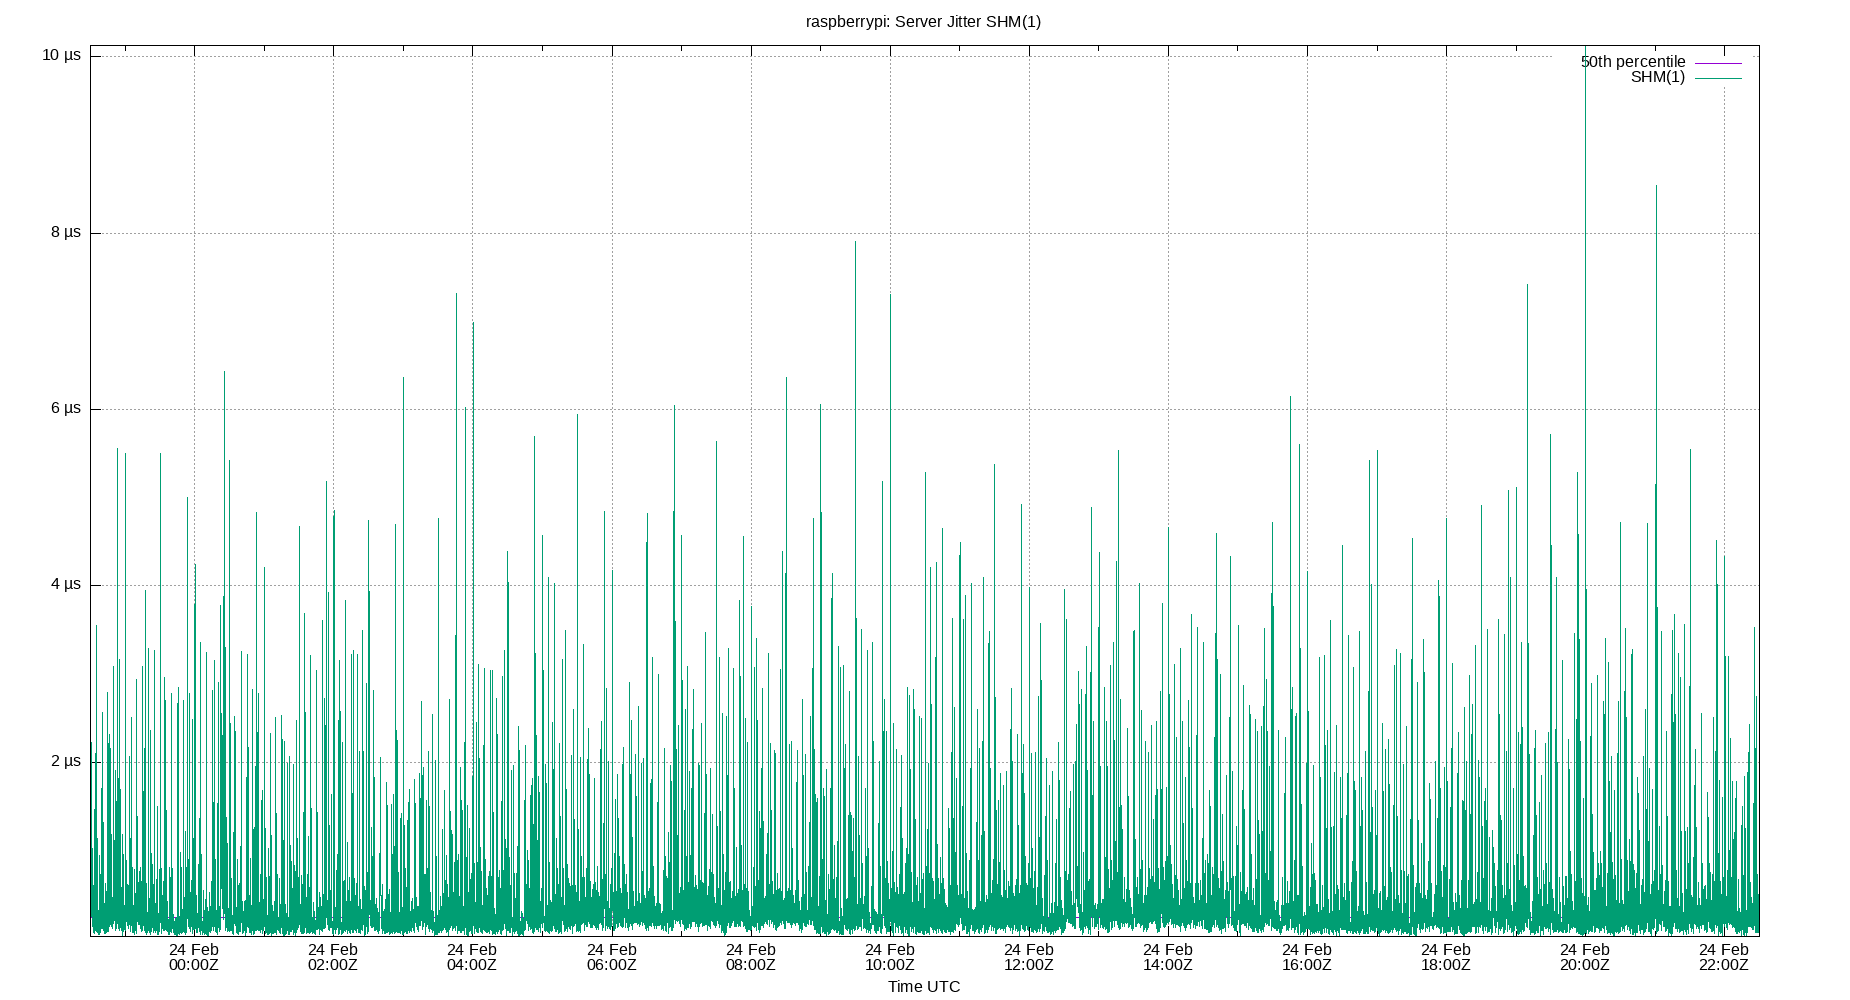 raspberrypi: Server Jitter SHM(1)
10 µs
8 µs
6 µs
4 µs
2 µs
50th percentile
SHM(1)
24 Feb 24 Feb 24 Feb 24 Feb 24 Feb 24 Feb 24 Feb 24 Feb 24 Feb 24 Feb 24 Feb 24 Feb
00:00Z 02:00Z 04:00Z 06:00Z 08:00Z 10:00Z 12:00Z 14:00Z 16:00Z 18:00Z 20:00Z 22:00Z
Time UTC